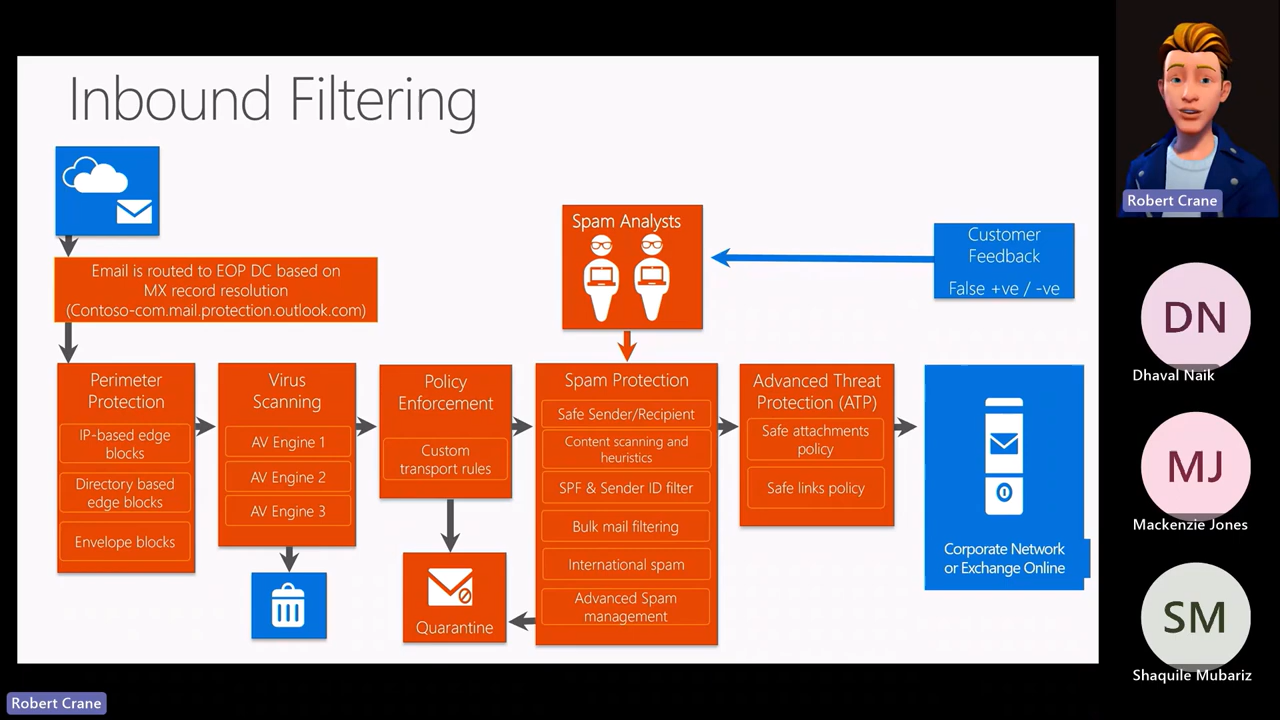 Inbound Filtering
Email is routed to EOP DC based on
MX record resolution
(Contoso-com.mail.protection.outlook.com)
Spam Analysts
Customer
Feedback
False +ve / -ve
Perimeter
Protection
IP-based edge
blocks
Directory based
edge blocks
Envelope blocks
Virus
Scanning
AV Engine 1
AV Engine 2
AV Engine 3
Policy
Enforcement
Custom
transport rules
Quarantine
Spam Protection
Safe Sender/Recipient
Content scanning and
heuristics
SPF & Sender ID filter
Bulk mail filtering
International spam
Advanced Spam
management
Advanced Threat
Protection (ATP)
Safe attachments
policy
Safe links policy
Corporate Network
or Exchange Online
Robert Crane
DN
Dhaval Naik
MJ
Mackenzie Jones
SM
Shaquile Mubariz
Robert Crane